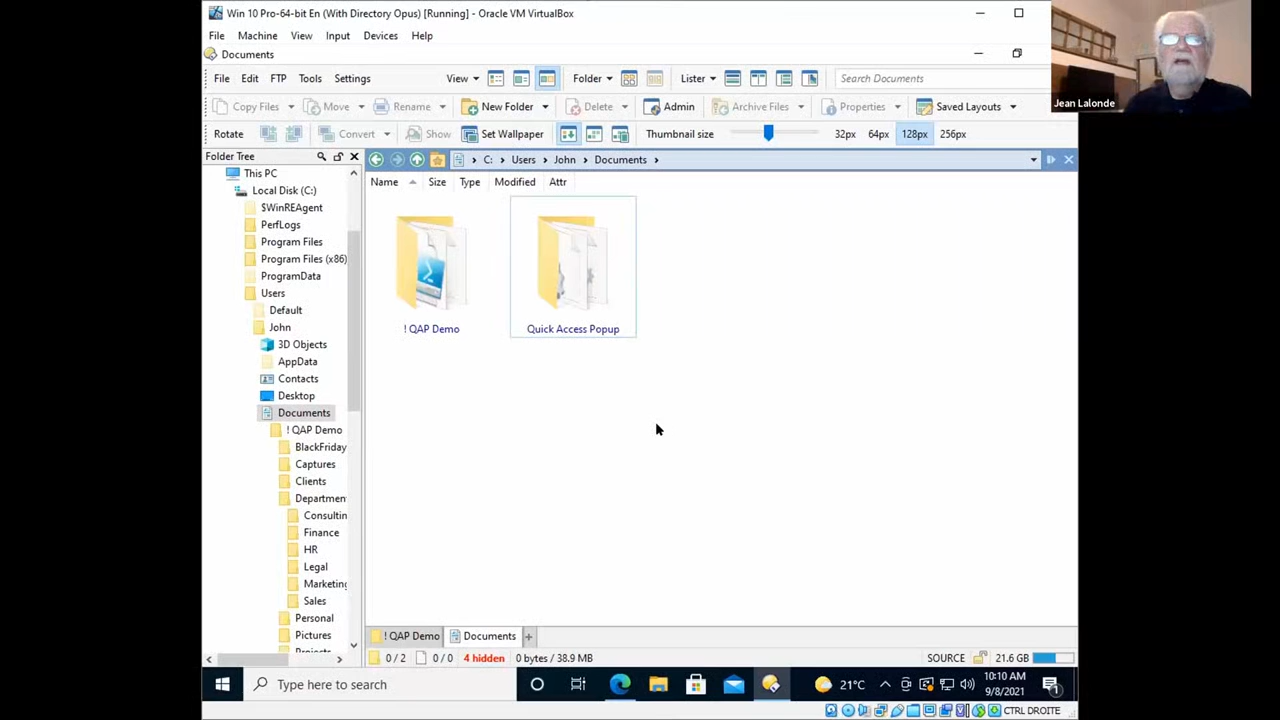 Win 10 Pro-64-bit En (With Directory Opus) [Running] - Oracle VM VirtualBox
File Machine View Input Devices Help
Documents
File Edit FTP Tools Settings View Folder Lister Search Documents
Copy Files Move Rename New Folder Delete Admin Archive Files Properties Saved Layouts
Jean Lalonde
Rotate Convert Show Set Wallpaper Thumbnail size 32px 64px 128px 256px
Folder Tree
C: Users John Documents
Name Size Type Modified Attr
This PC
Local Disk (C:)
$WinREAgent
PerfLogs
Program Files
Program Files (x86)
ProgramData
Users
Default
John
3D Objects
AppData
Contacts
Desktop
Documents
! QAP Demo
BlackFriday
Captures
Clients
Departmen
Consultin
Finance
HR
Legal
Marketing
Sales
Personal
Pictures
! QAP Demo
Quick Access Popup
! QAP Demo Documents
0 / 2 0 / 0 4 hidden 0 bytes / 38.9 MB SOURCE 21.6 GB
Type here to search
21°C
10:10 AM
9/8/2021
1
CTRL DROITE